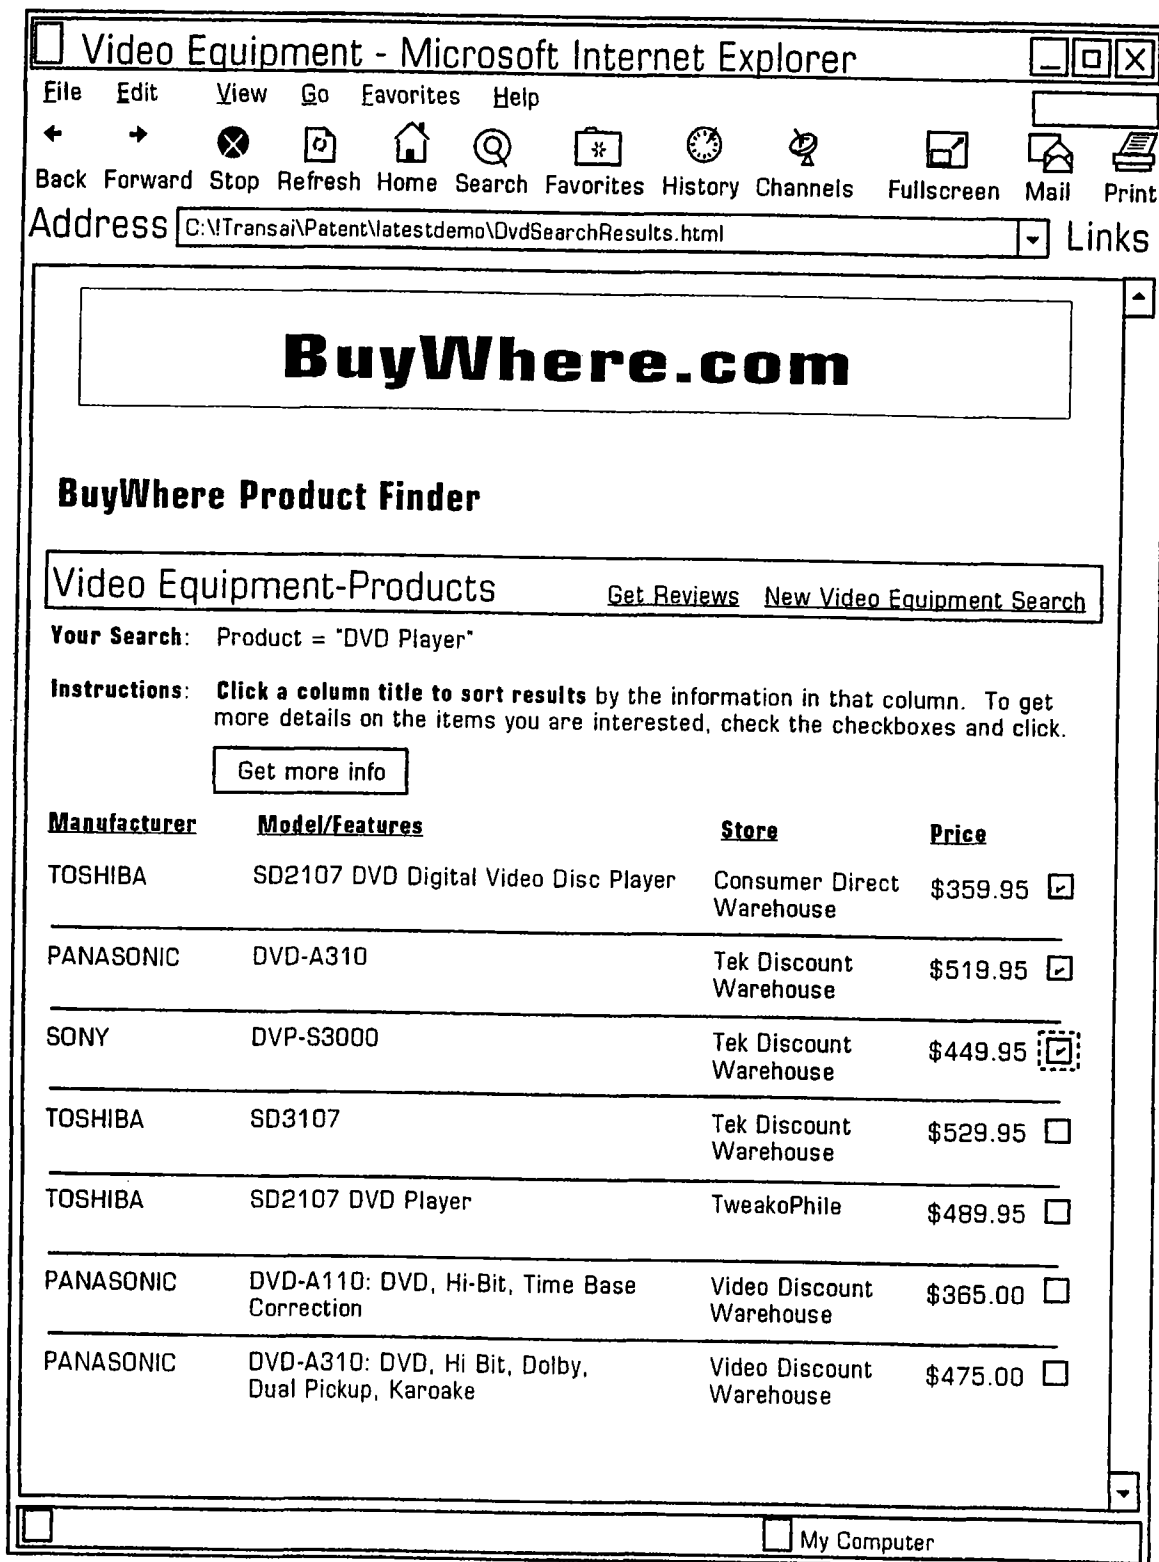 Video Equipment - Microsoft Internet Explorer
File Edit View Go Favorites Help
Back Forward Stop Refresh Home Search Favorites History Channels Fullscreen Mail Print
Address C:\!Transai\Patent\latestdemo\DvdSearchResults.html Links
BuyWhere.com
BuyWhere Product Finder
Video Equipment-Products Get Reviews New Video Equipment Search
Your Search: Product = "DVD Player"
Instructions: Click a column title to sort results by the information in that column. To get
more details on the items you are interested, check the checkboxes and click.
Get more info
Manufacturer Model/Features Store Price
TOSHIBA SD2107 DVD Digital Video Disc Player Consumer Direct $359.95
Warehouse
PANASONIC DVD-A310 Tek Discount $519.95
Warehouse
SONY DVP-S3000 Tek Discount $449.95
Warehouse
TOSHIBA SD3107 Tek Discount $529.95
Warehouse
TOSHIBA SD2107 DVD Player TweakoPhile $489.95
PANASONIC DVD-A110: DVD, Hi-Bit, Time Base Video Discount $365.00
Correction Warehouse
PANASONIC DVD-A310: DVD, Hi Bit, Dolby, Video Discount $475.00
Dual Pickup, Karoake Warehouse
My Computer